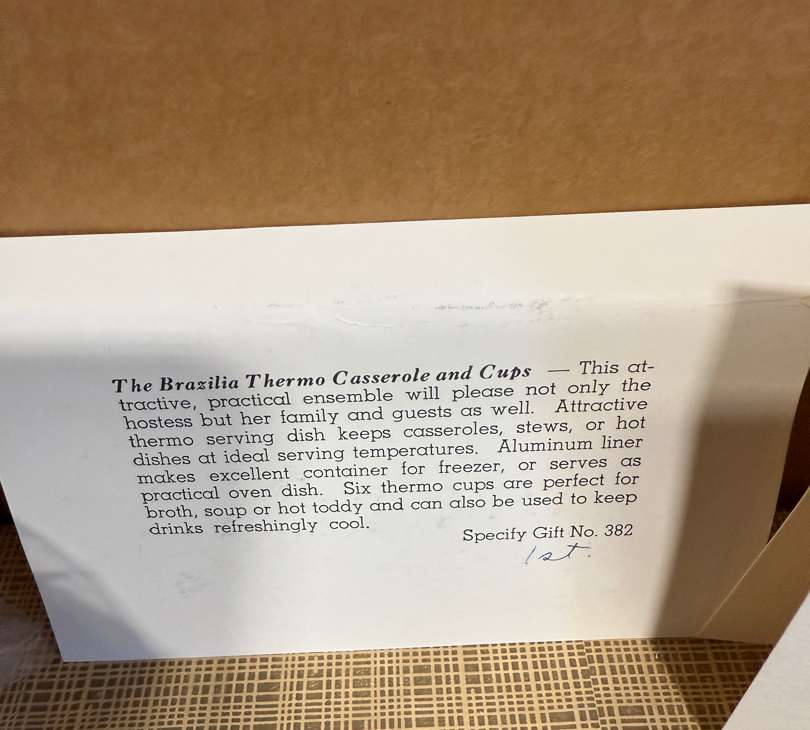 The Brazilia Thermo Casserole and Cups — This at-
tractive, practical ensemble will please not only the
hostess but her family and guests as well. Attractive
thermo serving dish keeps casseroles, stews, or hot
dishes at ideal serving temperatures. Aluminum liner
makes excellent container for freezer, or serves as
practical oven dish. Six thermo cups are perfect for
broth, soup or hot toddy and can also be used to keep
drinks refreshingly cool.
Specify Gift No. 382
1st.